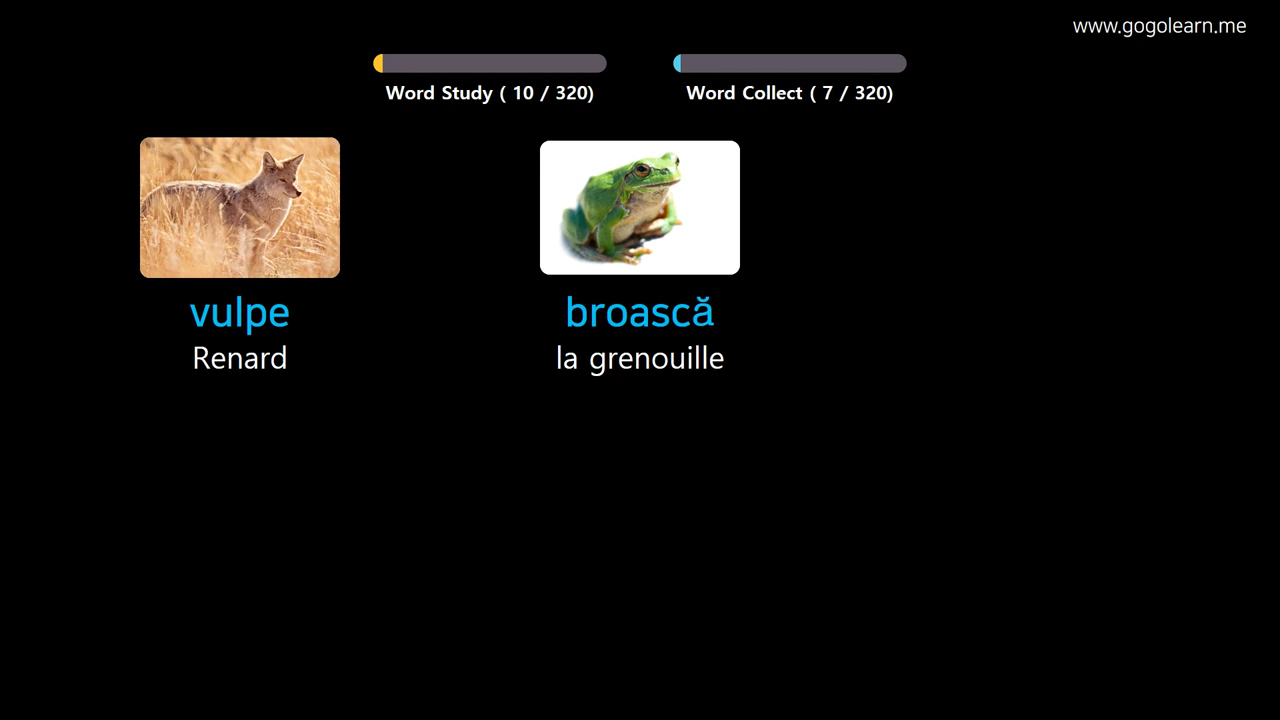 www.gogolearn.me
Word Study ( 10 / 320)
Word Collect ( 7 / 320)
vulpe
Renard
broască
la grenouille